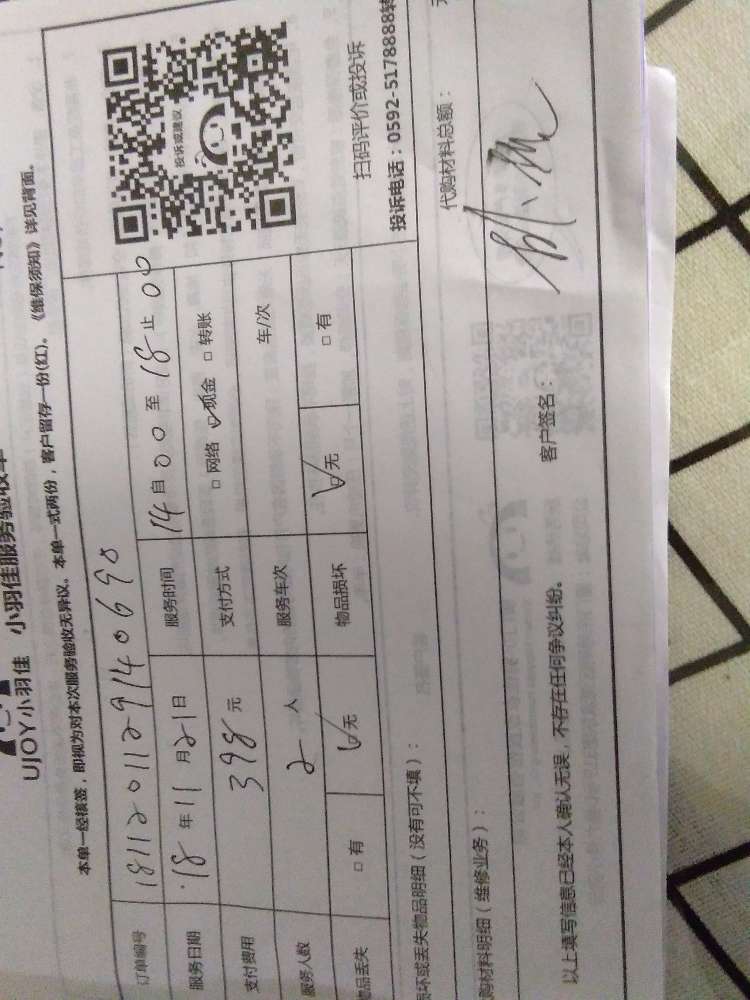 UJOY小羽佳 小羽佳服务验收单
本单一经核签，即视为对本次服务验收无异议。本单一式两份，客户留存一份(红)。《维保须知》详见背面。
订单编号 1811201129140690
服务日期 18年11月21日 服务时间 14自00至18止00
支付费用 398元 支付方式 □网络 ☑现金 □转账
服务人数 2人 服务车次 车/次
物品丢失 □有 ☑无 物品损坏 ☑无 □有
投诉或建议
扫码评价或投诉
投诉电话：0592-5178888转
损坏或丢失物品明细（没有可不填）：
代购材料明细（维修业务）： 代购材料总额： 元
以上填写信息已经本人确认无误，不存在任何争议纠纷。 客户签名：